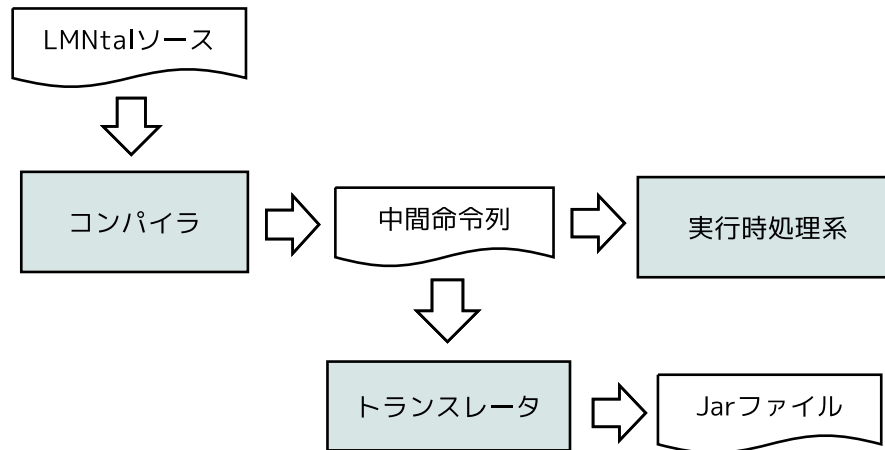 LMNtalソース
コンパイラ
中間命令列
実行時処理系
トランスレータ
Jarファイル